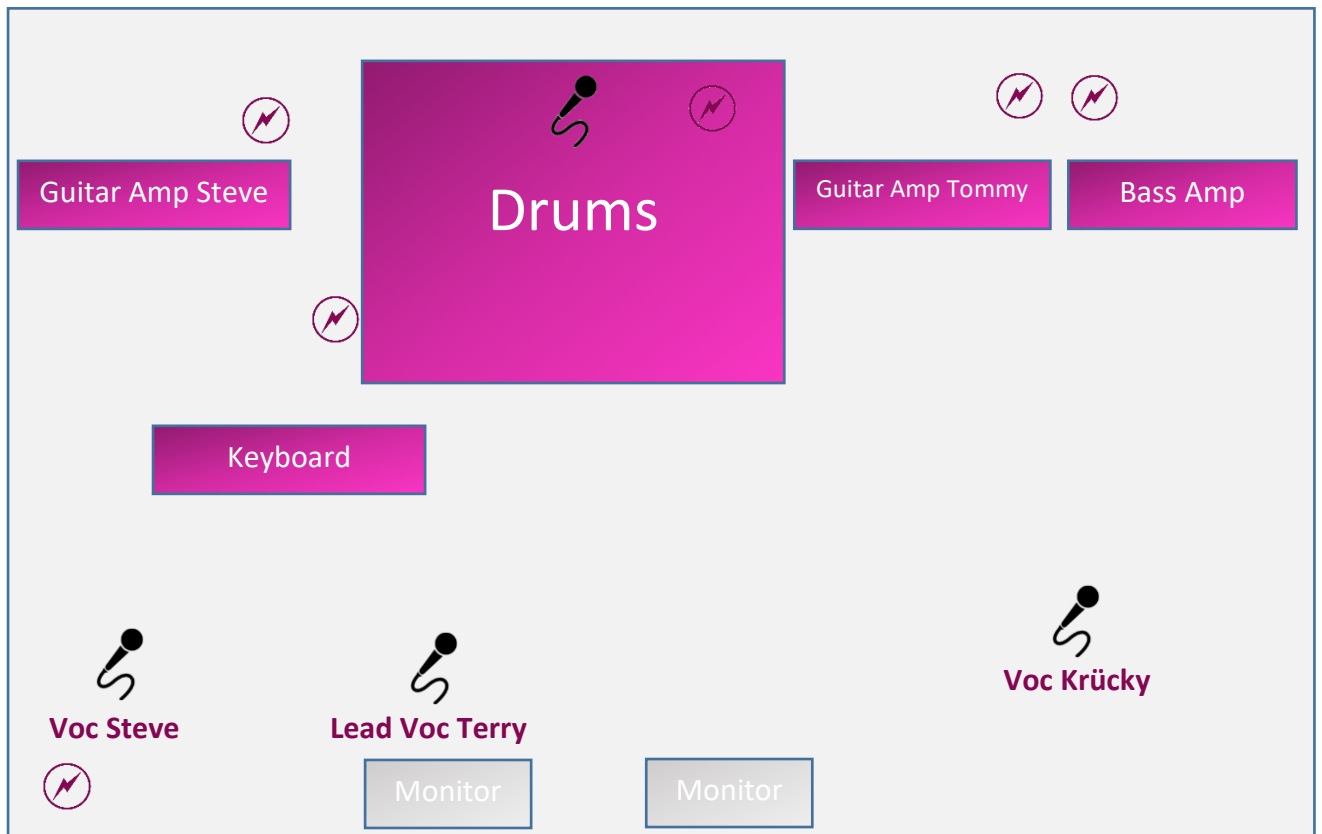 Guitar Amp Steve
Drums
Guitar Amp Tommy
Bass Amp
Keyboard
Voc Krücky
Voc Steve
Lead Voc Terry
Monitor
Monitor